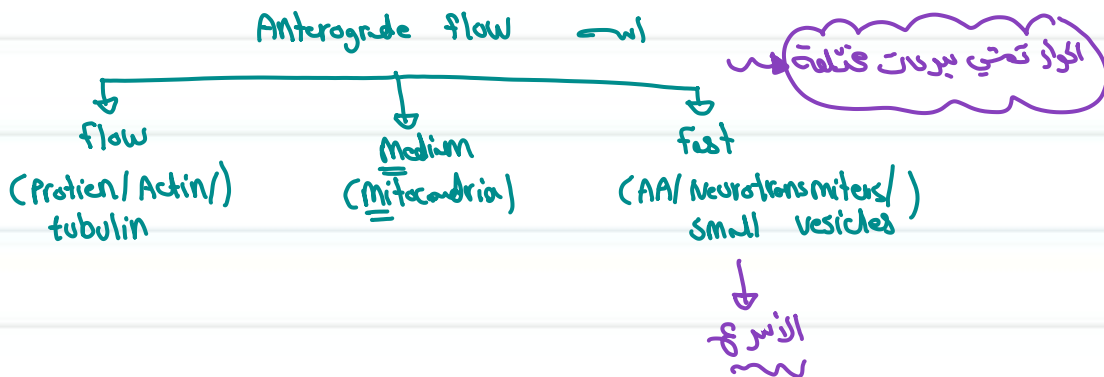 Anterograde flow
المواد تمشي بسرعات مختلفة
flow
Medium
fast
(Protien/Actin/)
tubulin
(Mitocondria)
(AA/Neurotransmiters/)
small vesicles
الأسرع